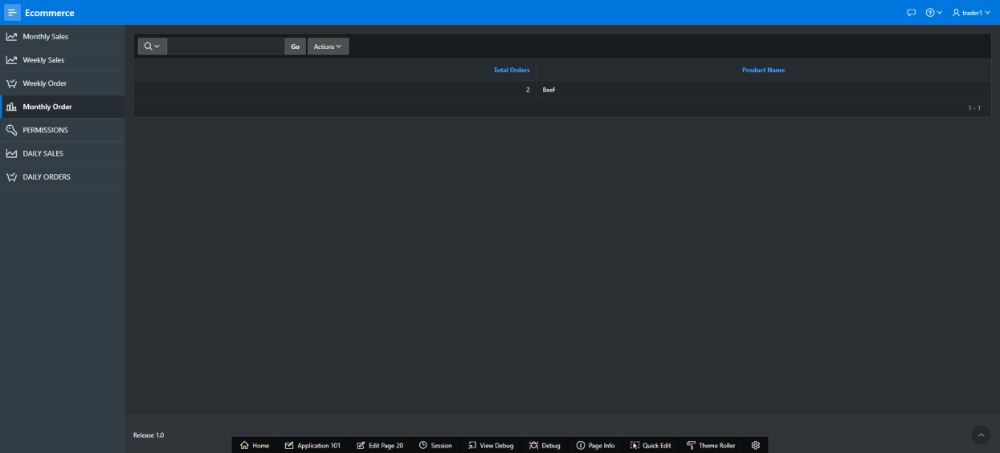 Ecommerce
trader1
Monthly Sales
Weekly Sales
Weekly Order
Monthly Order
PERMISSIONS
DAILY SALES
DAILY ORDERS
Go Actions
Total Orders Product Name
2 Beef
1 - 1
Release 1.0
Home Application 101 Edit Page 20 Session View Debug Debug Page Info Quick Edit Theme Roller